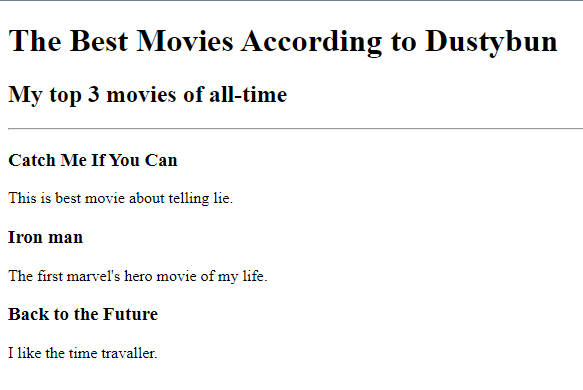 The Best Movies According to Dustybun
My top 3 movies of all-time
Catch Me If You Can
This is best movie about telling lie.
Iron man
The first marvel's hero movie of my life.
Back to the Future
I like the time travaller.